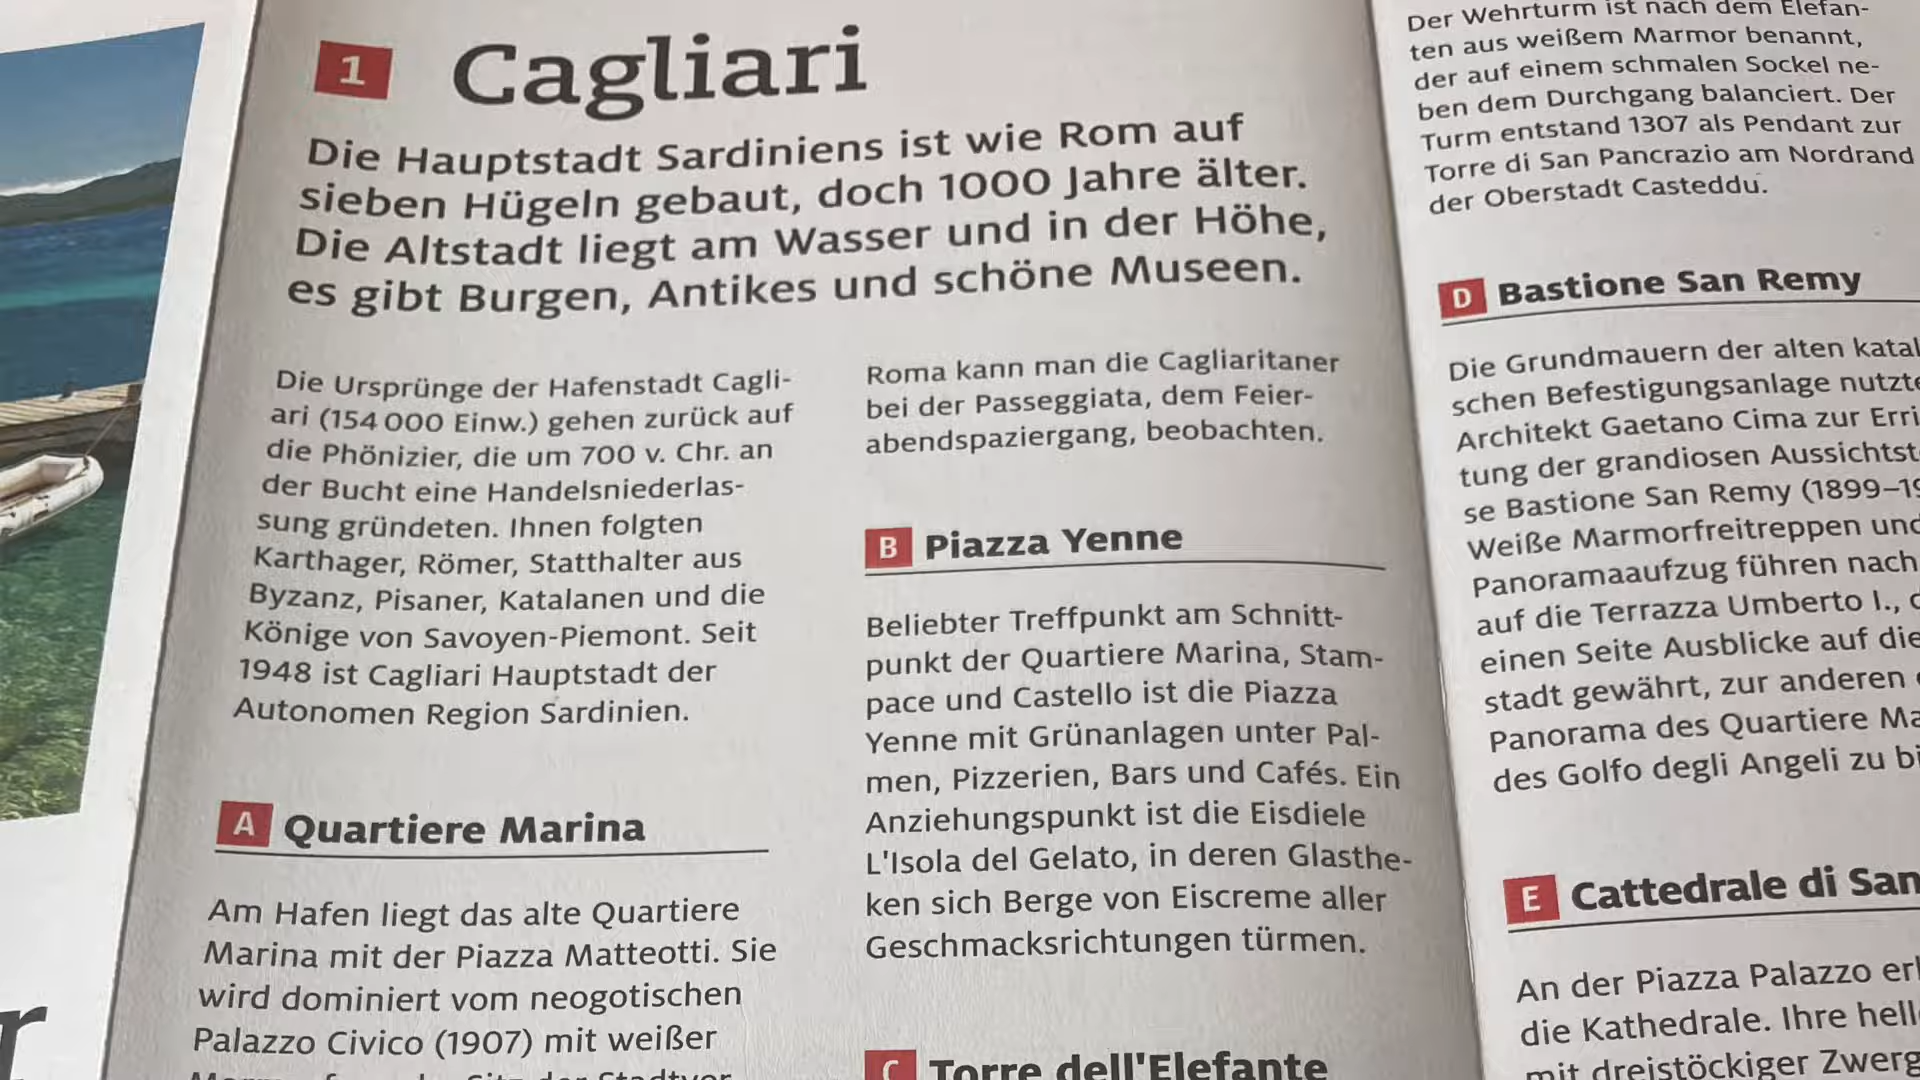 1 Cagliari
Die Hauptstadt Sardiniens ist wie Rom auf
sieben Hügeln gebaut, doch 1000 Jahre älter.
Die Altstadt liegt am Wasser und in der Höhe,
es gibt Burgen, Antikes und schöne Museen.
Die Ursprünge der Hafenstadt Cagli-
ari (154 000 Einw.) gehen zurück auf
die Phönizier, die um 700 v. Chr. an
der Bucht eine Handelsniederlas-
sung gründeten. Ihnen folgten
Karthager, Römer, Statthalter aus
Byzanz, Pisaner, Katalanen und die
Könige von Savoyen-Piemont. Seit
1948 ist Cagliari Hauptstadt der
Autonomen Region Sardinien.
A Quartiere Marina
Am Hafen liegt das alte Quartiere
Marina mit der Piazza Matteotti. Sie
wird dominiert vom neogotischen
Palazzo Civico (1907) mit weißer
Roma kann man die Cagliaritaner
bei der Passeggiata, dem Feier-
abendspaziergang, beobachten.
B Piazza Yenne
Beliebter Treffpunkt am Schnitt-
punkt der Quartiere Marina, Stam-
pace und Castello ist die Piazza
Yenne mit Grünanlagen unter Pal-
men, Pizzerien, Bars und Cafés. Ein
Anziehungspunkt ist die Eisdiele
L'Isola del Gelato, in deren Glasthe-
ken sich Berge von Eiscreme aller
Geschmacksrichtungen türmen.
C Torre dell'Elefante
Der Wehrturm ist nach dem Elefan-
ten aus weißem Marmor benannt,
der auf einem schmalen Sockel ne-
ben dem Durchgang balanciert. Der
Turm entstand 1307 als Pendant zur
Torre di San Pancrazio am Nordrand
der Oberstadt Casteddu.
D Bastione San Remy
Die Grundmauern der alten katal
schen Befestigungsanlage nutzte
Architekt Gaetano Cima zur Erri
tung der grandiosen Aussichtst
se Bastione San Remy (1899–19
Weiße Marmorfreitreppen und
Panoramaaufzug führen nach
auf die Terrazza Umberto I.,
einen Seite Ausblicke auf die
stadt gewährt, zur anderen
Panorama des Quartiere Ma
des Golfo degli Angeli zu bi
E Cattedrale di San
An der Piazza Palazzo erl
die Kathedrale. Ihre hell
mit dreistöckiger Zwerg